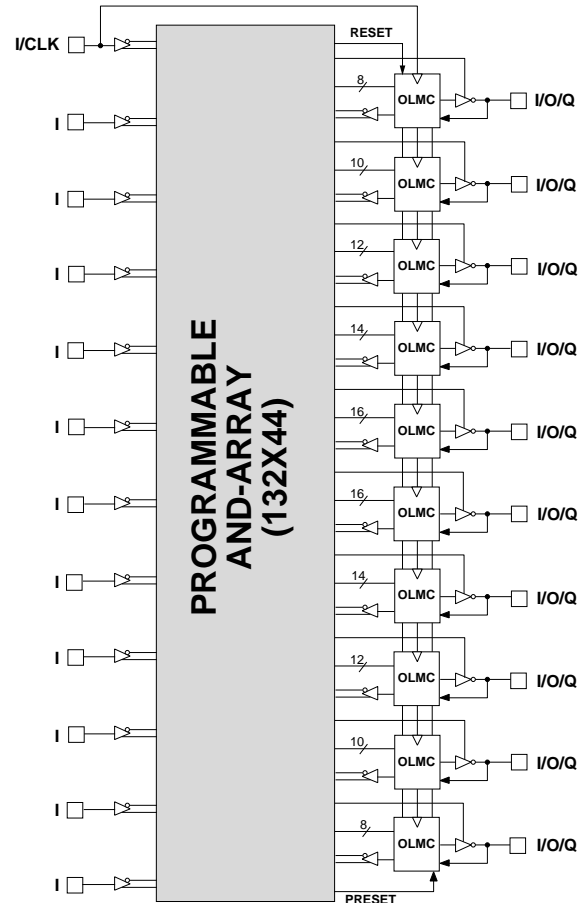 RESET
I/CLK
8
OLMC
I/O/Q
I
10
OLMC
I/O/Q
I
12
OLMC
I/O/Q
I
14
OLMC
I/O/Q
I
16
OLMC
I/O/Q
I
PROGRAMMABLE
AND-ARRAY
(132X44)
16
OLMC
I/O/Q
I
14
OLMC
I/O/Q
I
12
OLMC
I/O/Q
I
10
OLMC
I/O/Q
I
8
OLMC
I/O/Q
I
I
PRESET